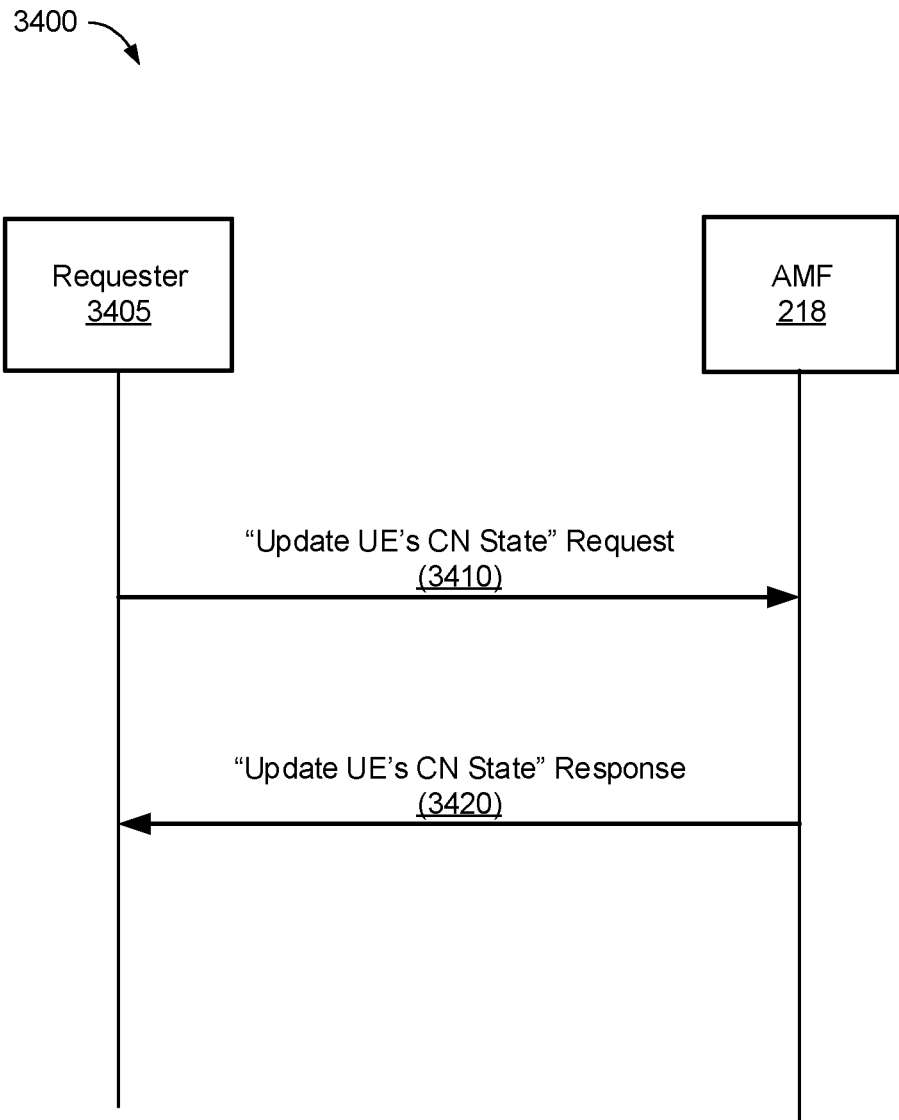 3400
Requester
3405
AMF
218
“Update UE’s CN State” Request
(3410)
“Update UE’s CN State” Response
(3420)